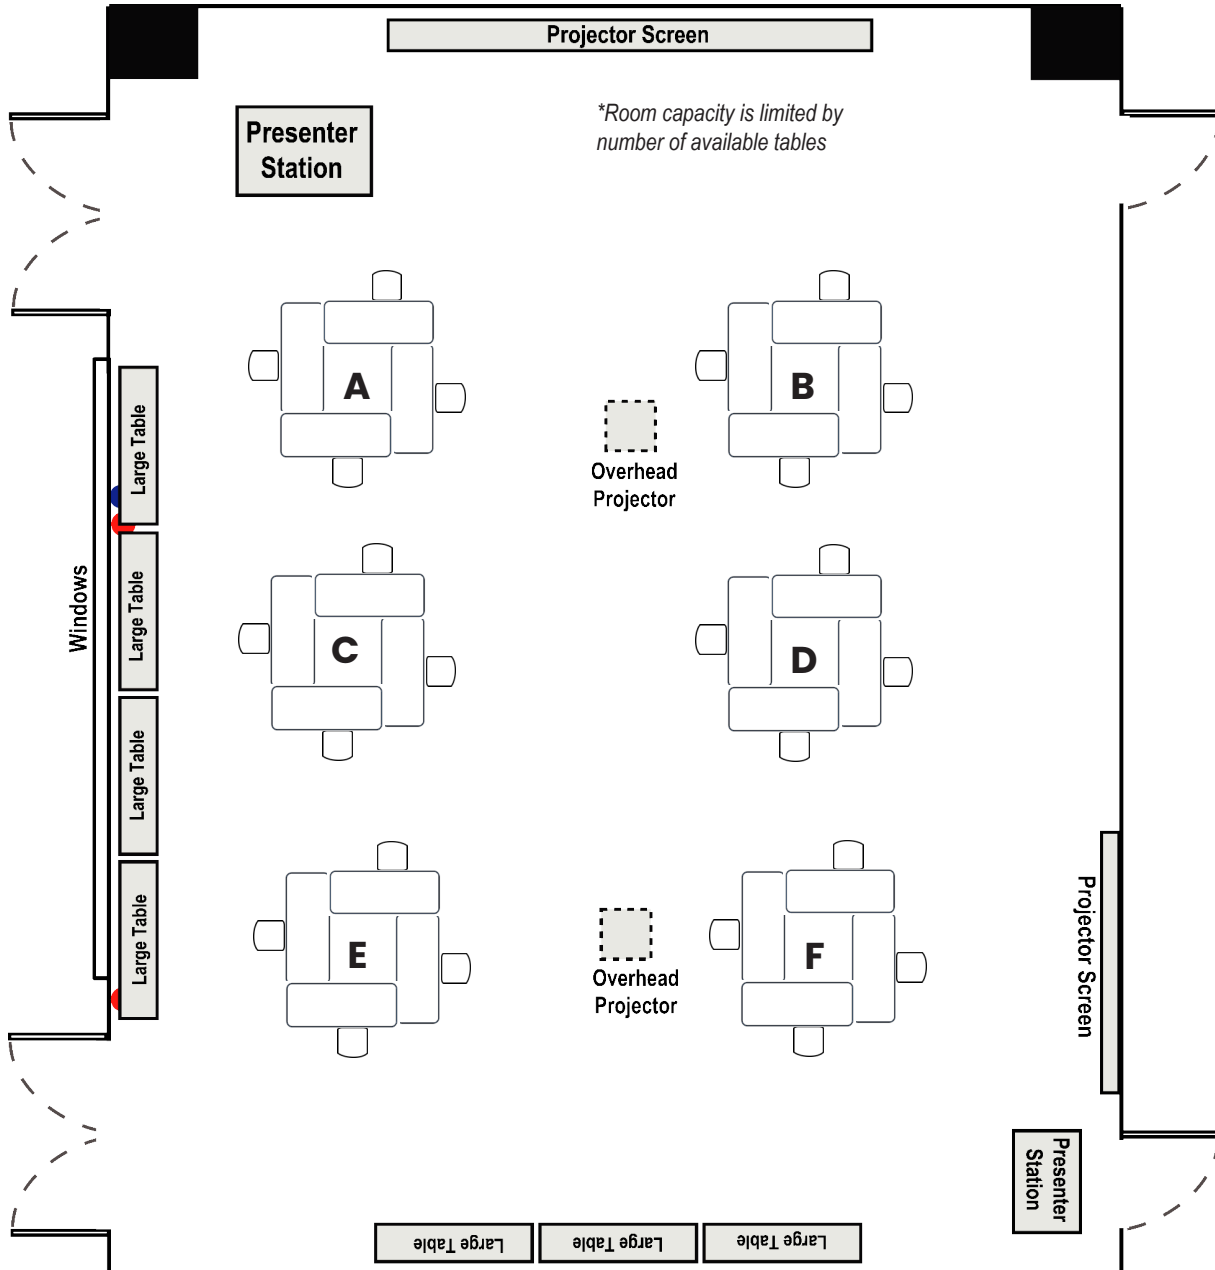 Projector Screen
*Room capacity is limited by
number of available tables
Presenter
Station
A
B
Large Table
Overhead
Projector
Windows
Large Table
C
D
Large Table
Large Table
E
F
Overhead
Projector
Projector Screen
Presenter
Station
Large Table
Large Table
Large Table